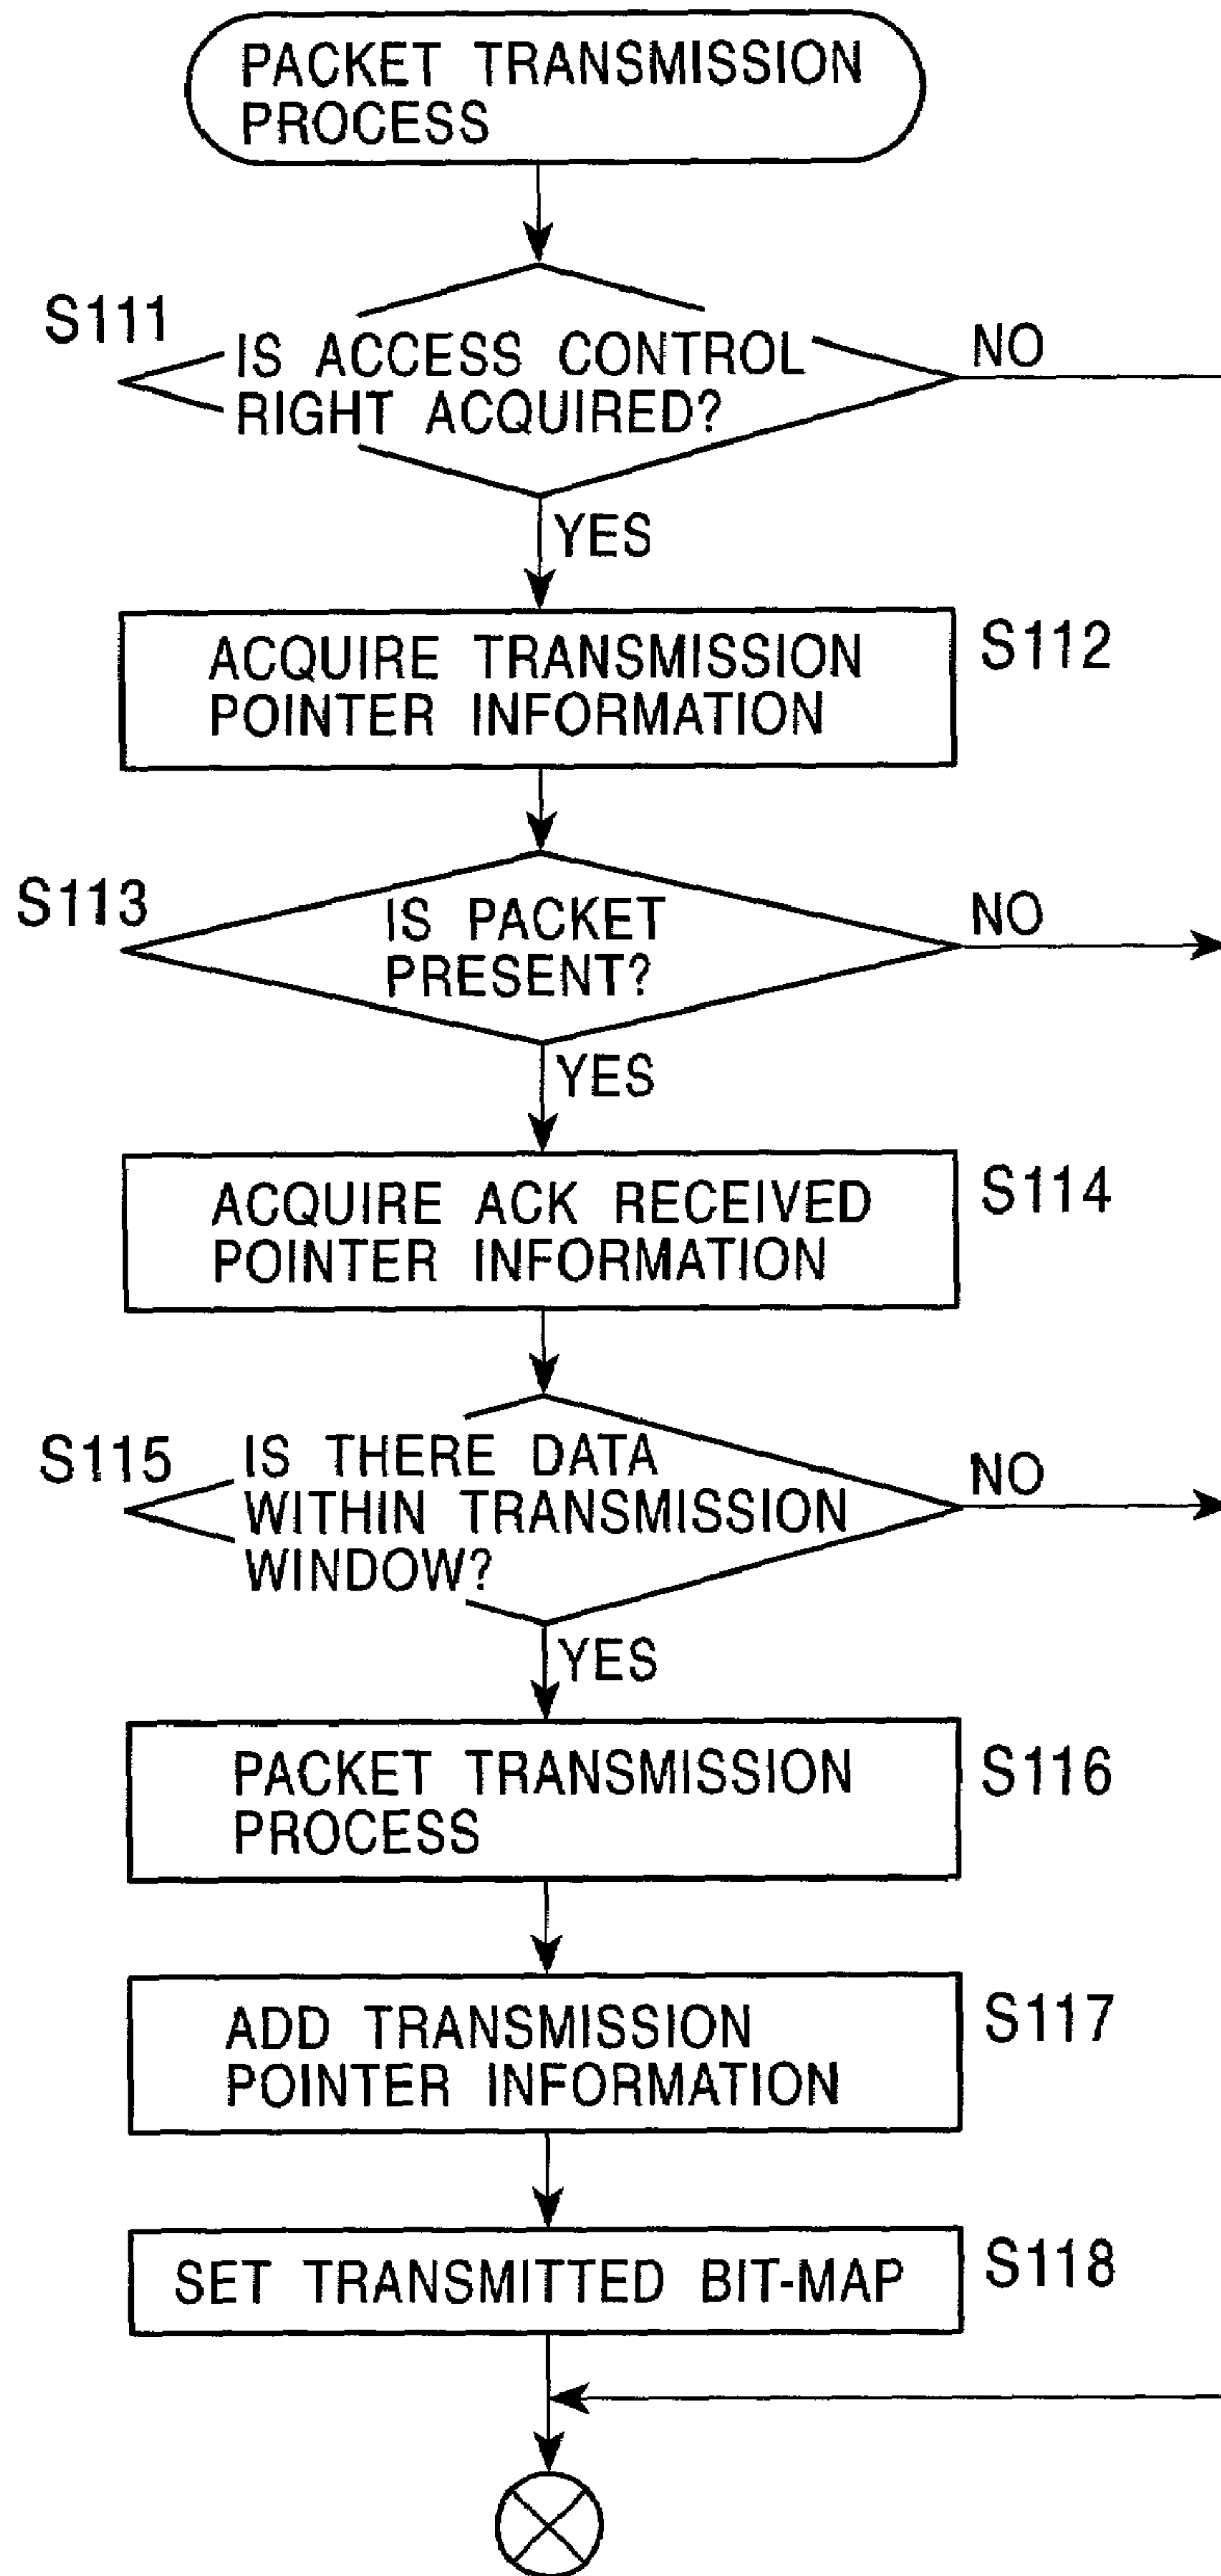 PACKET TRANSMISSION
PROCESS
S111
IS ACCESS CONTROL
RIGHT ACQUIRED?
NO
YES
ACQUIRE TRANSMISSION
POINTER INFORMATION
S112
S113
IS PACKET
PRESENT?
NO
YES
ACQUIRE ACK RECEIVED
POINTER INFORMATION
S114
S115
IS THERE DATA
WITHIN TRANSMISSION
WINDOW?
NO
YES
PACKET TRANSMISSION
PROCESS
S116
ADD TRANSMISSION
POINTER INFORMATION
S117
SET TRANSMITTED BIT-MAP
S118